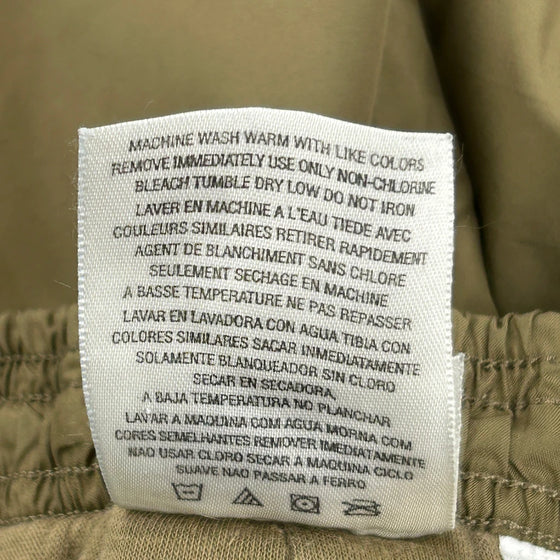 MACHINE WASH WARM WITH LIKE COLORS
REMOVE IMMEDIATELY USE ONLY NON-CHLORINE
BLEACH TUMBLE DRY LOW DO NOT IRON
LAVER EN MACHINE A L'EAU TIEDE AVEC
COULEURS SIMILAIRES RETIRER RAPIDEMENT
AGENT DE BLANCHIMENT SANS CHLORE
SEULEMENT SECHAGE EN MACHINE
A BASSE TEMPERATURE NE PAS REPASSER
LAVAR EN LAVADORA CON AGUA TIBIA CON
COLORES SIMILARES SACAR INMEDIATAMENTE
SOLAMENTE BLANQUEADOR SIN CLORO
SECAR EN SECADORA,
A BAJA TEMPERATURA NO PLANCHAR
LAVAR A MAQUINA COM AGUA MORNA COM
CORES SEMELHANTES REMOVER IMEDIATAMENTE
NAO USAR CLORO SECAR A MAQUINA CICLO
SUAVE NAO PASSAR A FERRO